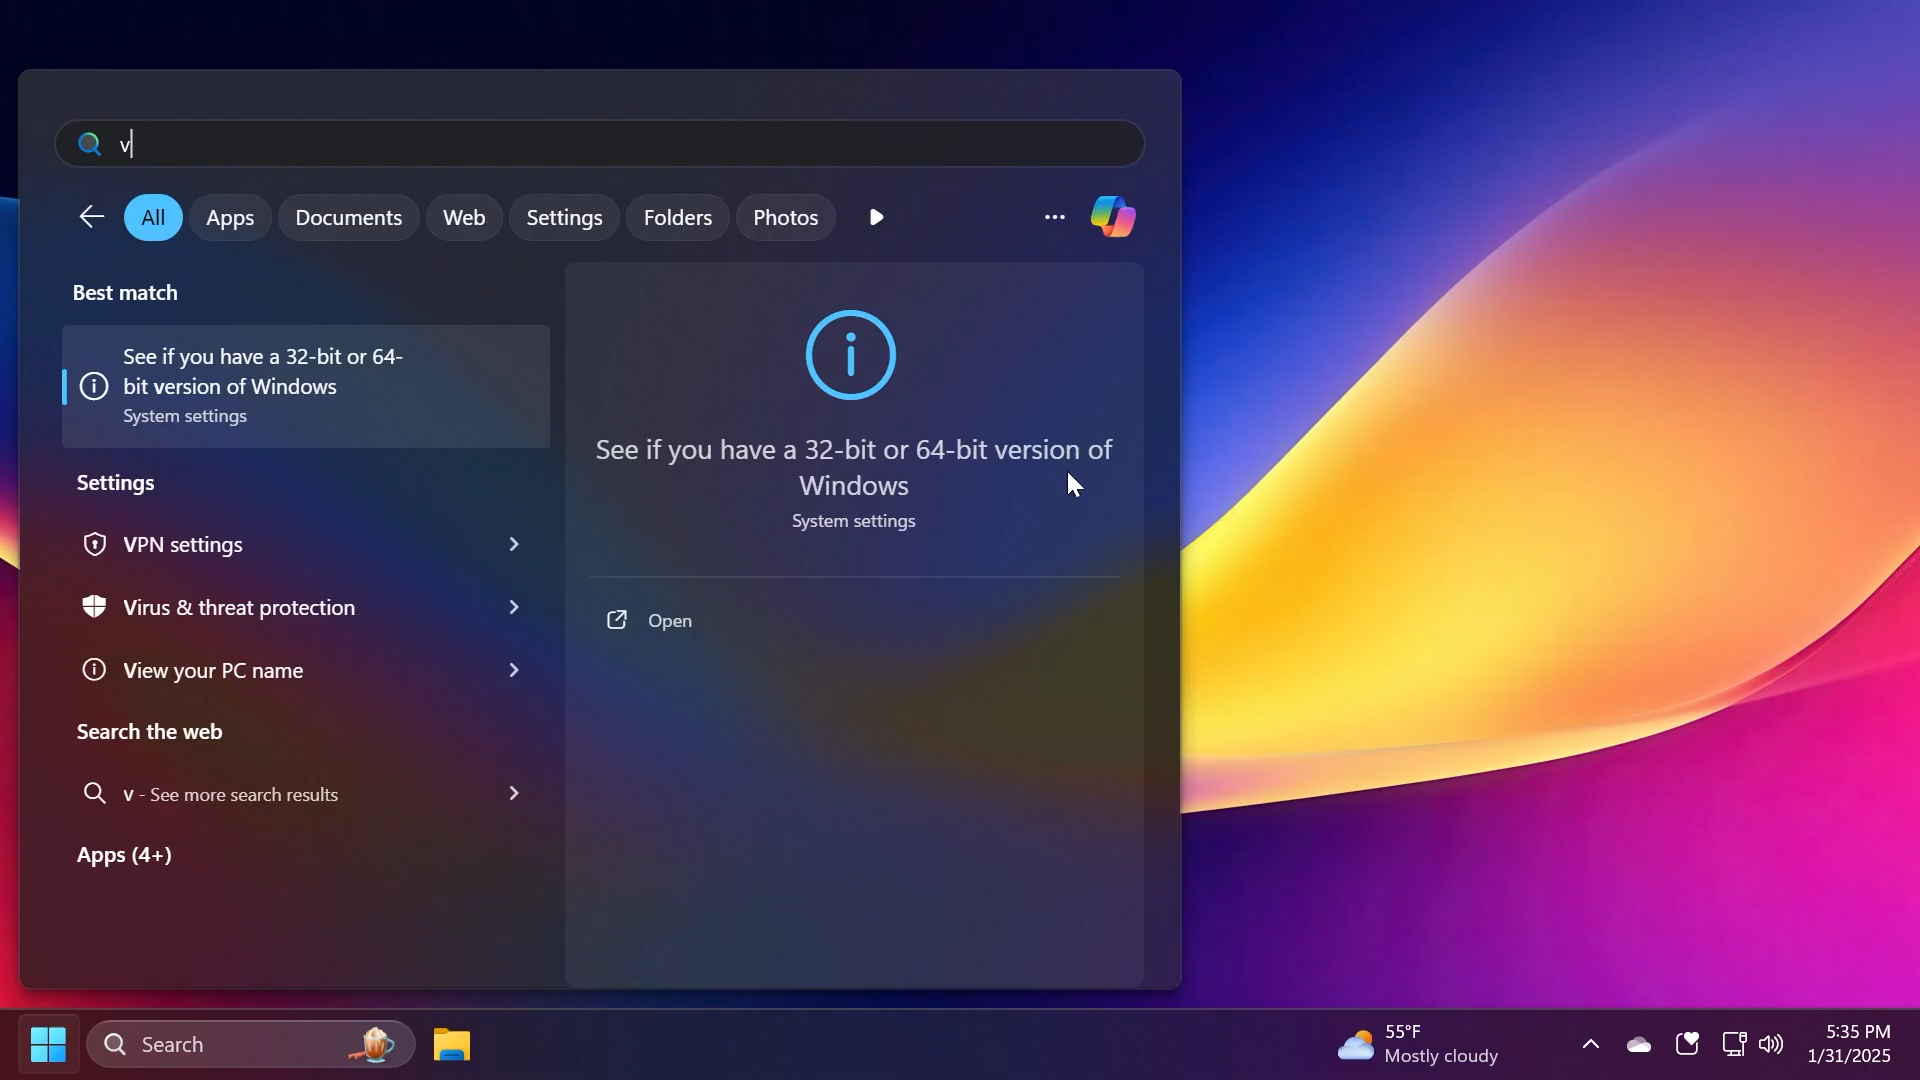 v
All
Apps
Documents
Web
Settings
Folders
Photos
Best match
See if you have a 32-bit or 64-
bit version of Windows
System settings
Settings
VPN settings
Virus & threat protection
View your PC name
Search the web
v - See more search results
Apps (4+)
See if you have a 32-bit or 64-bit version of
Windows
System settings
Open
Search
55°F
Mostly cloudy
5:35 PM
1/31/2025